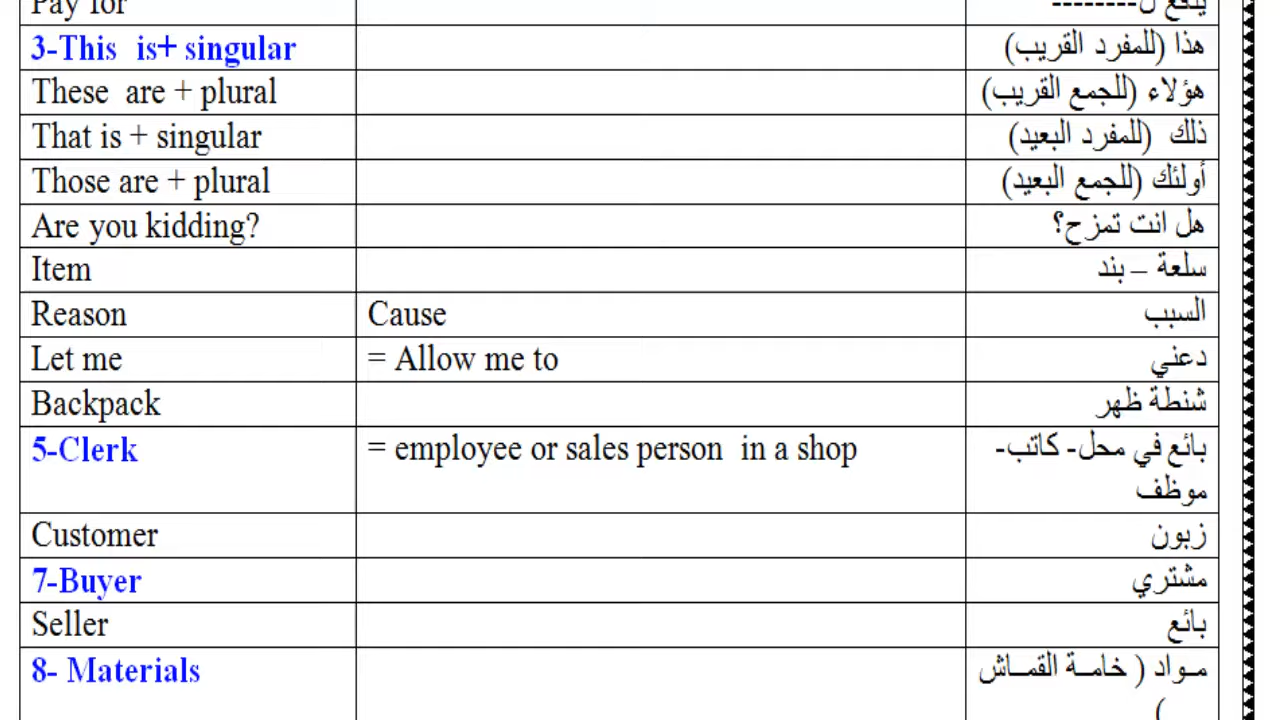 Pay for يدفع ل--------
3-This is+ singular هذا (للمفرد القريب)
These are + plural هؤلاء (للجمع القريب)
That is + singular ذلك (للمفرد البعيد)
Those are + plural أولئك (للجمع البعيد)
Are you kidding? هل انت تمزح؟
Item سلعة – بند
Reason Cause السبب
Let me = Allow me to دعني
Backpack شنطة ظهر
5-Clerk = employee or sales person in a shop بائع في محل- كاتب-
موظف
Customer زبون
7-Buyer مشتري
Seller بائع
8- Materials مـواد ( خامـة القمـاش
)